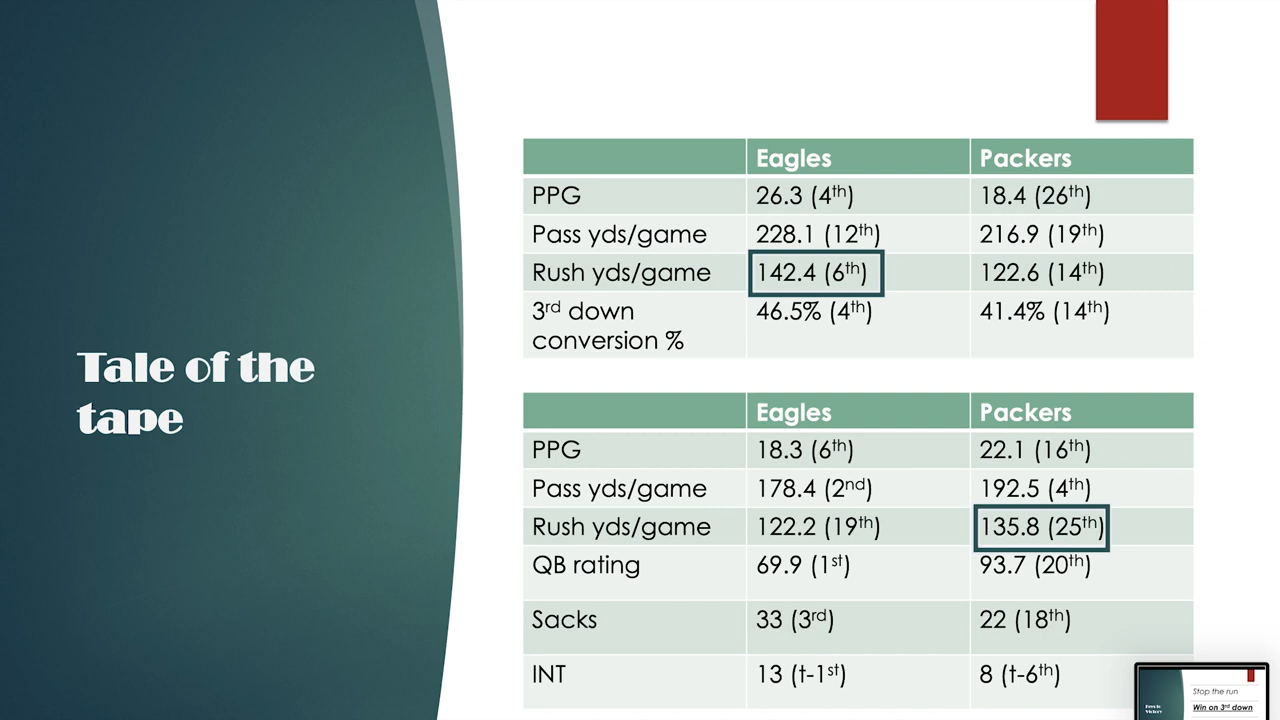 Tale of the
tape
Eagles Packers
PPG 26.3 (4th) 18.4 (26th)
Pass yds/game 228.1 (12th) 216.9 (19th)
Rush yds/game 142.4 (6th) 122.6 (14th)
3rd down
conversion % 46.5% (4th) 41.4% (14th)
Eagles Packers
PPG 18.3 (6th) 22.1 (16th)
Pass yds/game 178.4 (2nd) 192.5 (4th)
Rush yds/game 122.2 (19th) 135.8 (25th)
QB rating 69.9 (1st) 93.7 (20th)
Sacks 33 (3rd) 22 (18th)
INT 13 (t-1st) 8 (t-6th)
Stop the run
Win on 3rd down
Keys to
Victory